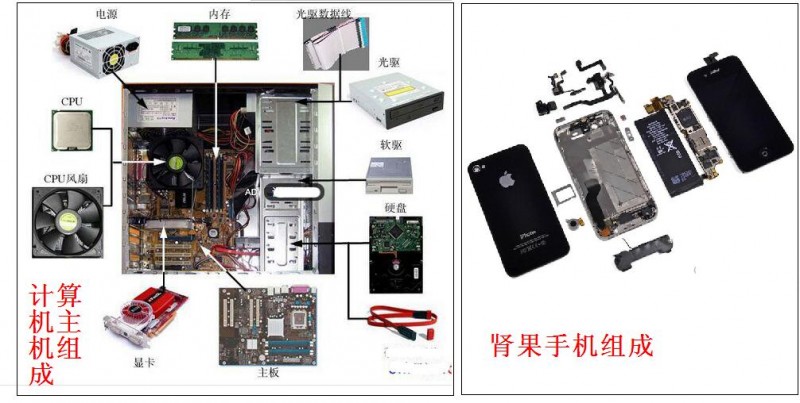 电源
内存
光驱数据线
光驱
CPU
软驱
CPU风扇
硬盘
显卡
主板
计算
机主
机组
成
iPhone
肾果手机组成